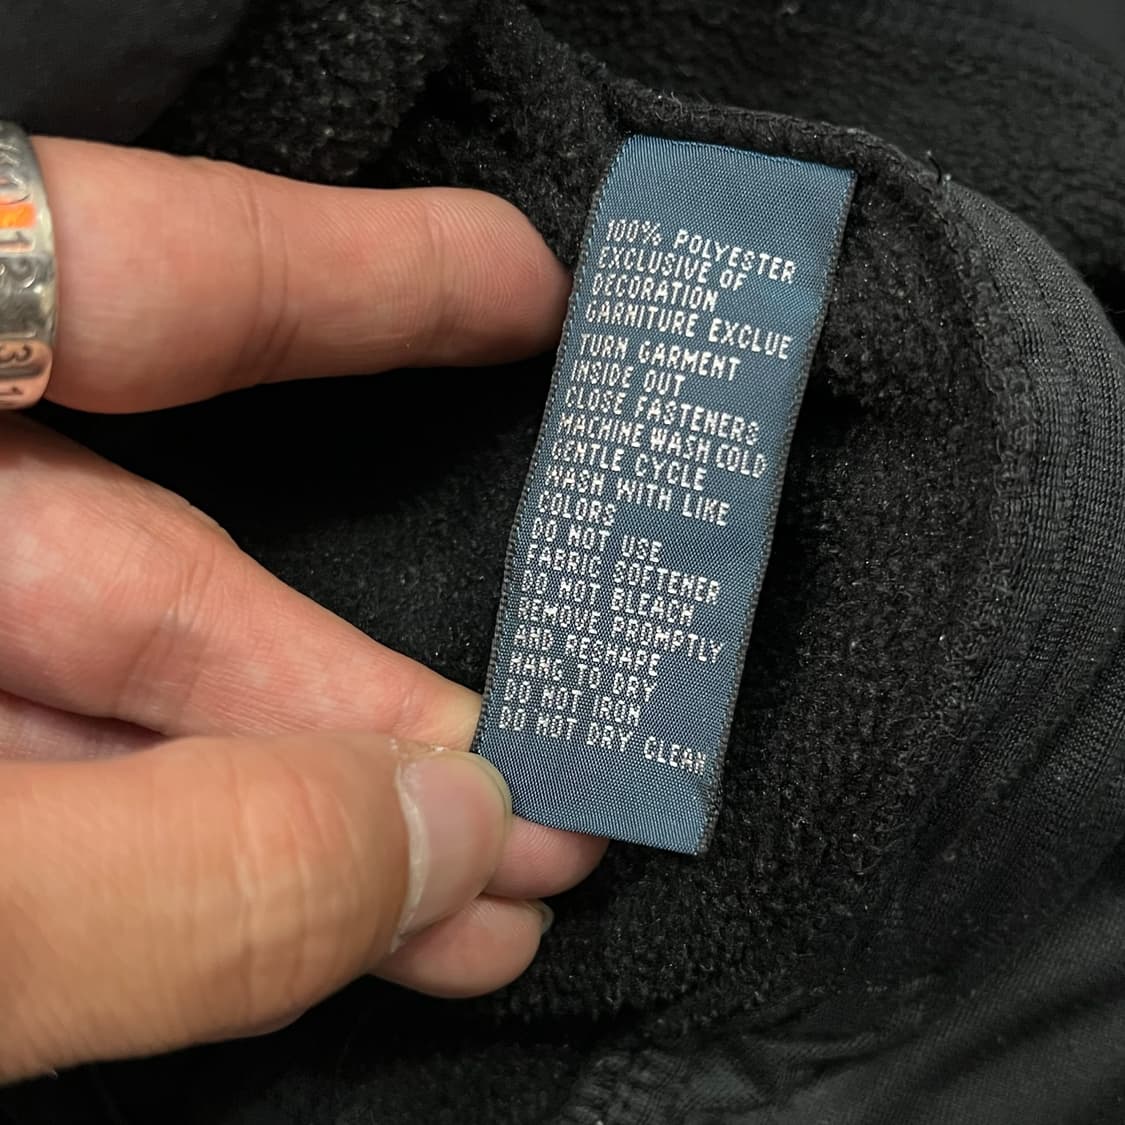 100% POLYESTER
EXCLUSIVE OF
DECORATION
GARNITURE EXCLUE
TURN GARMENT
INSIDE OUT
CLOSE FASTENERS
MACHINE WASH COLD
GENTLE CYCLE
WASH WITH LIKE
COLORS
DO NOT USE
FABRIC SOFTENER
DO NOT BLEACH
REMOVE PROMPTLY
AND RESHAPE
HANG TO DRY
DO NOT IRON
DO NOT DRY CLEAN
12
13